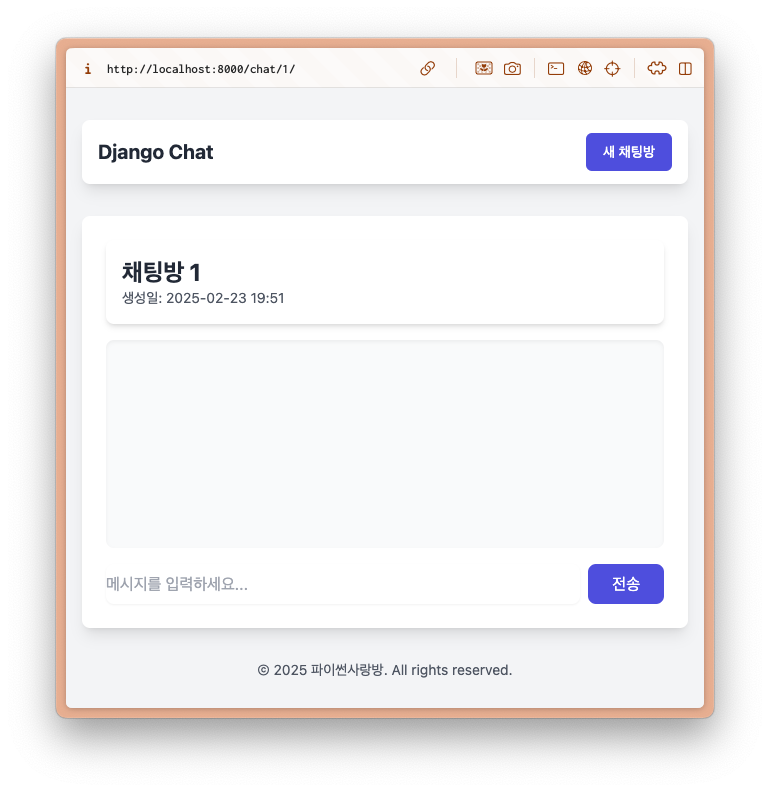 i http://localhost:8000/chat/1/
Django Chat
새 채팅방
채팅방 1
생성일: 2025-02-23 19:51
메시지를 입력하세요...
전송
© 2025 파이썬사랑방. All rights reserved.